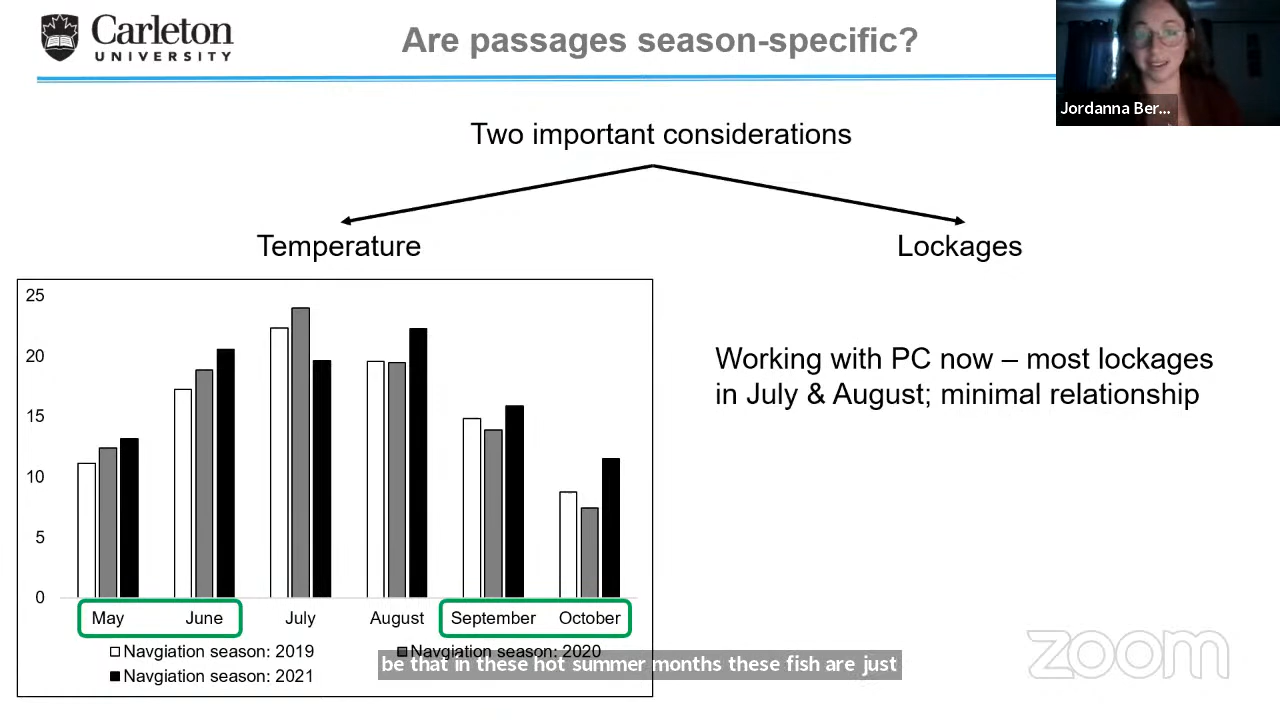 Carleton
UNIVERSITY
Are passages season-specific?
Jordanna Ber...
Two important considerations
Temperature
Lockages
25
20
15
10
5
0
May
June
July
August
September
October
Navgiation season: 2019
Navgiation season: 2020
Navgiation season: 2021
Working with PC now – most lockages
in July & August; minimal relationship
be that in these hot summer months these fish are just
zoom